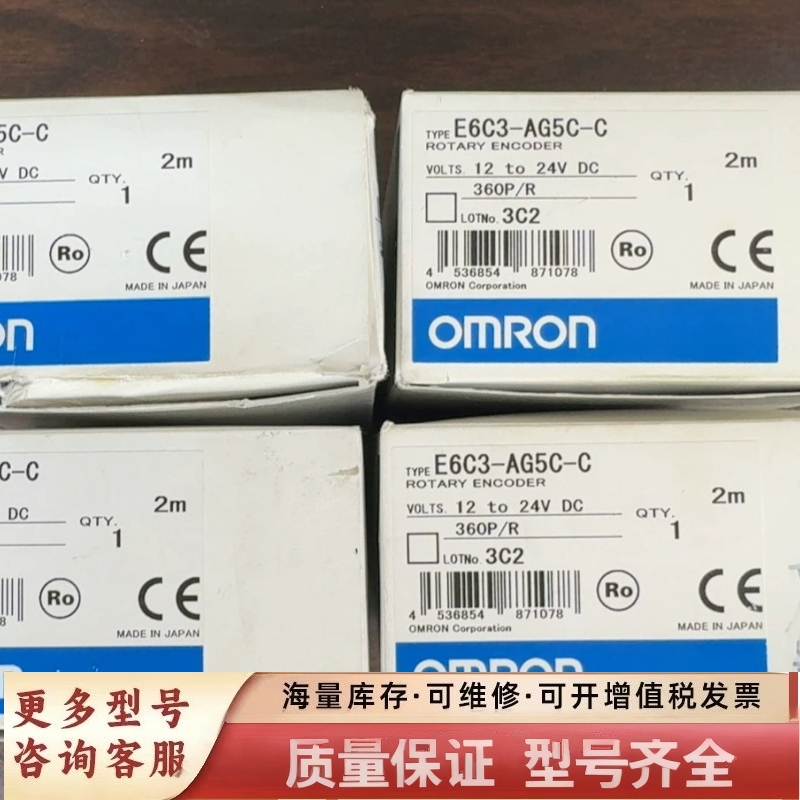 5C-C
V DC
QTY.
1
2m
Ro
CE
078
MADE IN JAPAN
on
TYPE E6C3-AG5C-C
ROTARY ENCODER
VOLTS. 12 to 24V DC
360P/R
QTY.
1
2m
LOTNo. 3C2
Ro
CE
4 536854 871078
OMRON Corporation
MADE IN JAPAN
OMRON
C-C
DC
QTY.
1
2m
Ro
CE
8
MADE IN JAPAN
TYPE E6C3-AG5C-C
ROTARY ENCODER
VOLTS. 12 to 24V DC
360P/R
QTY.
1
2m
LOTNo. 3C2
Ro
CE
4 536854 871078
OMRON Corporation
MADE IN JAPAN
OMRON
更多型号
咨询客服
海量库存·可维修·可开增值税发票
质量保证 型号齐全